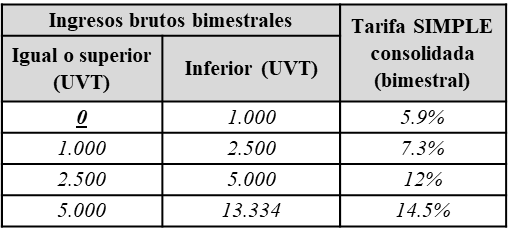 Ingresos brutos bimestrales
Tarifa SIMPLE
consolidada
(bimestral)
Igual o superior
(UVT)
Inferior (UVT)
0 1.000 5.9%
1.000 2.500 7.3%
2.500 5.000 12%
5.000 13.334 14.5%